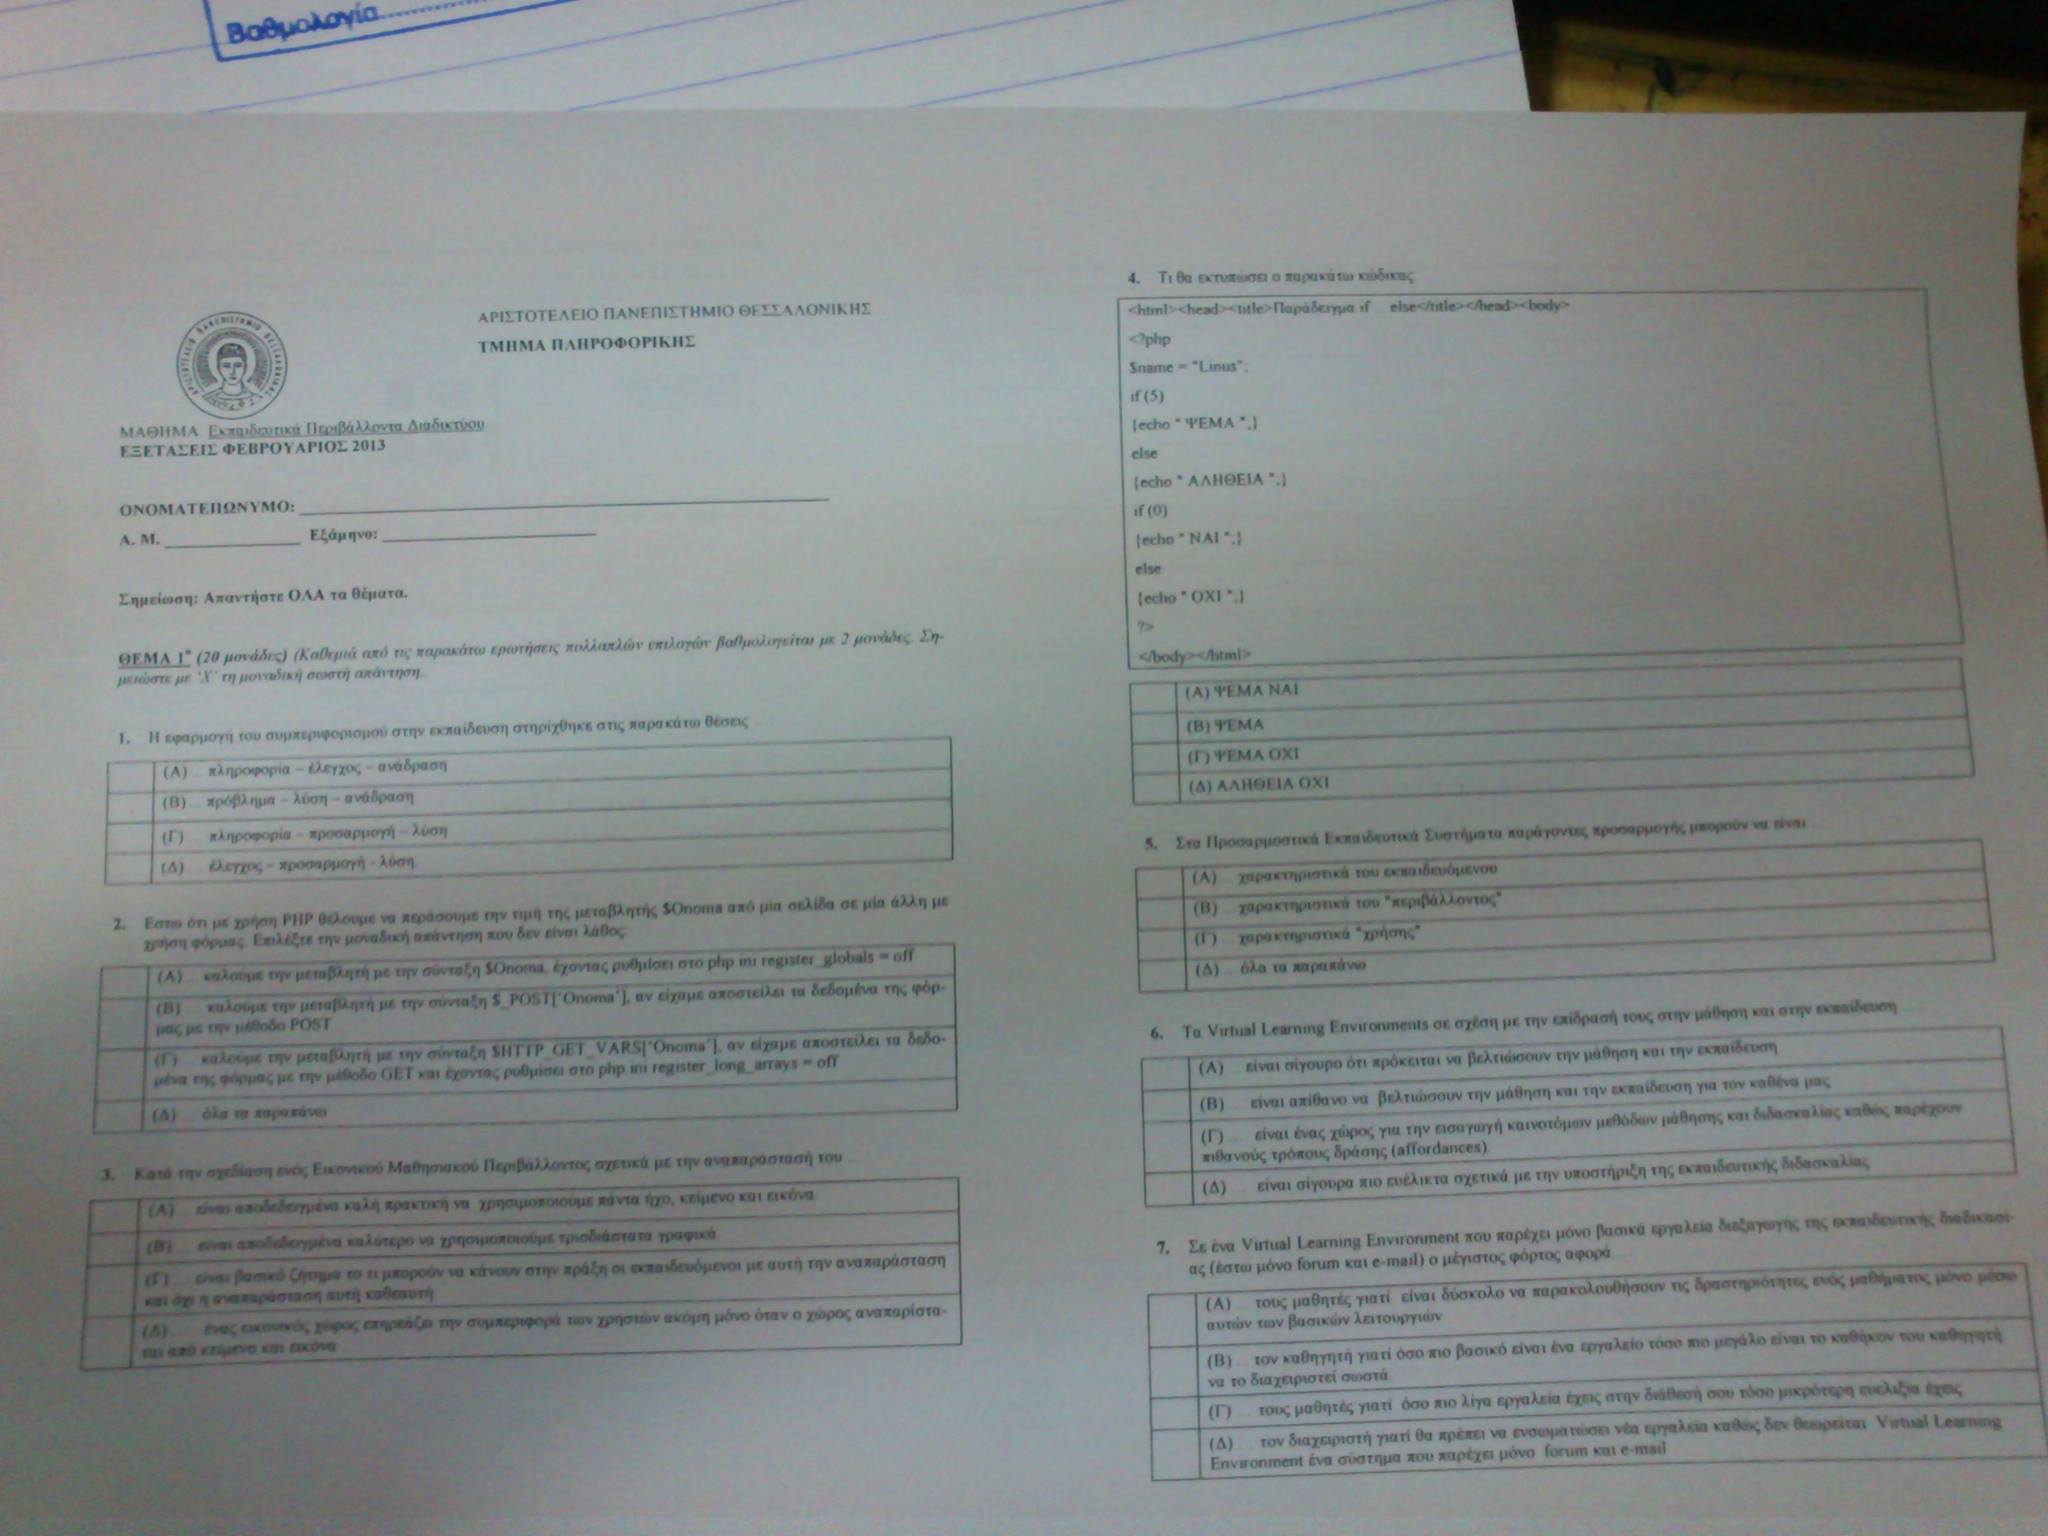 Βαθμολογία
ΑΡΙΣΤΟΤΕΛΕΙΟ ΠΑΝΕΠΙΣΤΗΜΙΟ ΘΕΣΣΑΛΟΝΙΚΗΣ
ΤΜΗΜΑ ΠΛΗΡΟΦΟΡΙΚΗΣ
ΜΑΘΗΜΑ Εκπαιδευτικά Περιβάλλοντα Διαδικτύου
ΕΞΕΤΑΣΕΙΣ ΦΕΒΡΟΥΑΡΙΟΣ 2013
ΟΝΟΜΑΤΕΠΩΝΥΜΟ:
Α. Μ. Εξάμηνο:
Σημείωση: Απαντήστε ΟΛΑ τα θέματα.
ΘΕΜΑ 1ο (20 μονάδες) (Καθεμιά από τις παρακάτω ερωτήσεις πολλαπλών επιλογών βαθμολογείται με 2 μονάδες. Ση-
μειώστε με ‘Χ’ τη μοναδική σωστή απάντηση.
1. Η εφαρμογή του συμπεριφορισμού στην εκπαίδευση στηρίχθηκε στις παρακάτω θέσεις
(Α) πληροφορία – έλεγχος – ανάδραση
(Β) πρόβλημα – λύση – ανάδραση
(Γ) πληροφορία – προσαρμογή – λύση
(Δ) έλεγχος – προσαρμογή - λύση
2. Έστω ότι με χρήση PHP θέλουμε να περάσουμε την τιμή της μεταβλητής $Onoma από μία σελίδα σε μία άλλη με
χρήση φόρμας. Επιλέξτε την μοναδική απάντηση που δεν είναι λάθος
(Α) καλούμε την μεταβλητή με την σύνταξη $Onoma, έχοντας ρυθμίσει στο php.ini register_globals = off
(Β) καλούμε την μεταβλητή με την σύνταξη $_POST['Onoma'], αν είχαμε αποστείλει τα δεδομένα της φόρ-
μας με την μέθοδο POST
(Γ) καλούμε την μεταβλητή με την σύνταξη $HTTP_GET_VARS['Onoma'], αν είχαμε αποστείλει τα δεδο-
μένα της φόρμας με την μέθοδο GET και έχοντας ρυθμίσει στο php.ini register_long_arrays = off
(Δ) όλα τα παραπάνω
3. Κατά την σχεδίαση ενός Εικονικού Μαθησιακού Περιβάλλοντος σχετικά με την αναπαράστασή του
(Α) είναι αποδεδειγμένα καλή πρακτική να χρησιμοποιούμε πάντα ήχο, κείμενο και εικόνα
(Β) είναι αποδεδειγμένα καλύτερο να χρησιμοποιούμε τρισδιάστατα γραφικά
(Γ) είναι βασικό ζήτημα το τι μπορούν να κάνουν στην πράξη οι εκπαιδευόμενοι με αυτή την αναπαράσταση
και όχι η αναπαράσταση αυτή καθεαυτή
(Δ) ένας εικονικός χώρος επηρεάζει την συμπεριφορά των χρηστών ακόμη μόνο όταν ο χώρος αναπαρίστα-
ται από κείμενο και εικόνα
4. Τι θα εκτυπώσει ο παρακάτω κώδικας
<html><head><title>Παράδειγμα if else</title></head><body>
<?php
$name = "Linus";
if (5)
{echo " ΨΕΜΑ ";}
else
{echo " ΑΛΗΘΕΙΑ ";}
if (0)
{echo " ΝΑΙ ";}
else
{echo " ΟΧΙ ";}
?>
</body></html>
(Α) ΨΕΜΑ ΝΑΙ
(Β) ΨΕΜΑ
(Γ) ΨΕΜΑ ΟΧΙ
(Δ) ΑΛΗΘΕΙΑ ΟΧΙ
5. Στα Προσαρμοστικά Εκπαιδευτικά Συστήματα παράγοντες προσαρμογής μπορούν να είναι
(Α) χαρακτηριστικά του εκπαιδευόμενου
(Β) χαρακτηριστικά του "περιβάλλοντος"
(Γ) χαρακτηριστικά "χρήσης"
(Δ) όλα τα παραπάνω
6. Τα Virtual Learning Environments σε σχέση με την επίδρασή τους στην μάθηση και στην εκπαίδευση
(Α) είναι σίγουρο ότι πρόκειται να βελτιώσουν την μάθηση και την εκπαίδευση
(Β) είναι απίθανο να βελτιώσουν την μάθηση και την εκπαίδευση για τον καθένα μας
(Γ) είναι ένας χώρος για την εισαγωγή καινοτόμων μεθόδων μάθησης και διδασκαλίας καθώς παρέχουν
πιθανούς τρόπους δράσης (affordances)
(Δ) είναι σίγουρα πιο ευέλικτα σχετικά με την υποστήριξη της εκπαιδευτικής διδασκαλίας
7. Σε ένα Virtual Learning Environment που παρέχει μόνο βασικά εργαλεία διεξαγωγής της εκπαιδευτικής διαδικασί-
ας (έστω μόνο forum και e-mail) ο μέγιστος φόρτος αφορά
(Α) τους μαθητές γιατί είναι δύσκολο να παρακολουθήσουν τις δραστηριότητες ενός μαθήματος μόνο μέσω
αυτών των βασικών λειτουργιών
(Β) τον καθηγητή γιατί όσο πιο βασικό είναι ένα εργαλείο τόσο πιο μεγάλο είναι το καθήκον του καθηγητή
να το διαχειριστεί σωστά
(Γ) τους μαθητές γιατί όσο πιο λίγα εργαλεία έχεις στην διάθεσή σου τόσο μικρότερη ευελιξία έχεις
(Δ) τον διαχειριστή γιατί θα πρέπει να ενσωματώσει νέα εργαλεία καθώς δεν θεωρείται Virtual Learning
Environment ένα σύστημα που παρέχει μόνο forum και e-mail